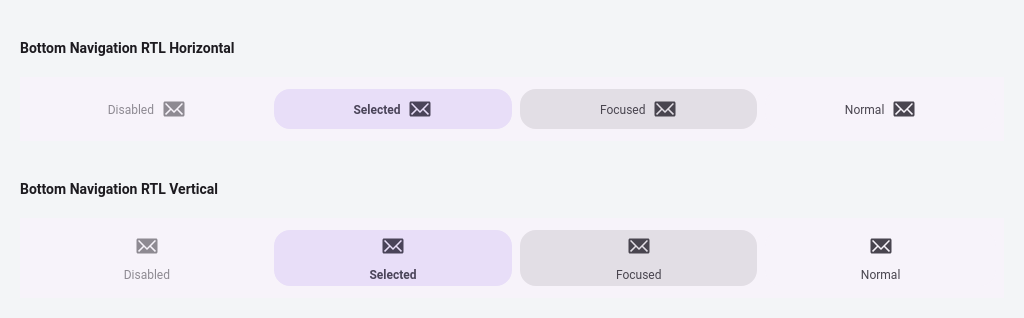 Bottom Navigation RTL Horizontal
Disabled Selected Focused Normal
Bottom Navigation RTL Vertical
Disabled Selected Focused Normal